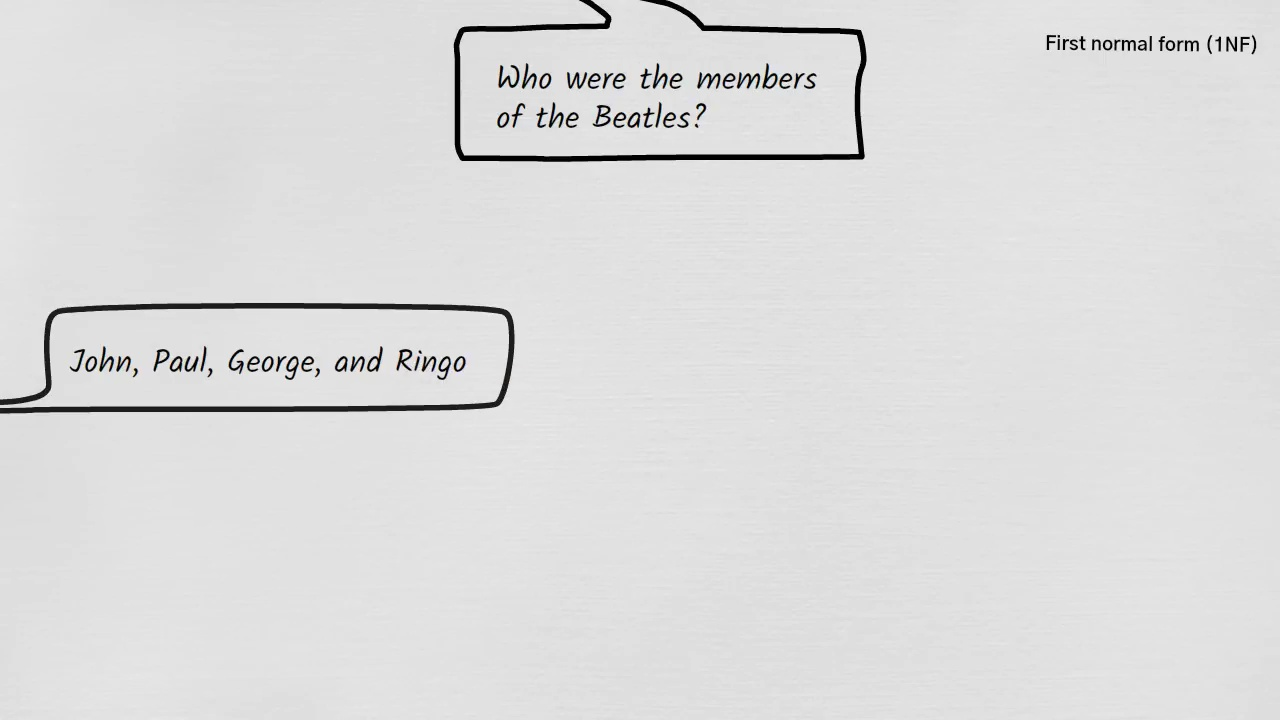 First normal form (1NF)
Who were the members
of the Beatles?
John, Paul, George, and Ringo